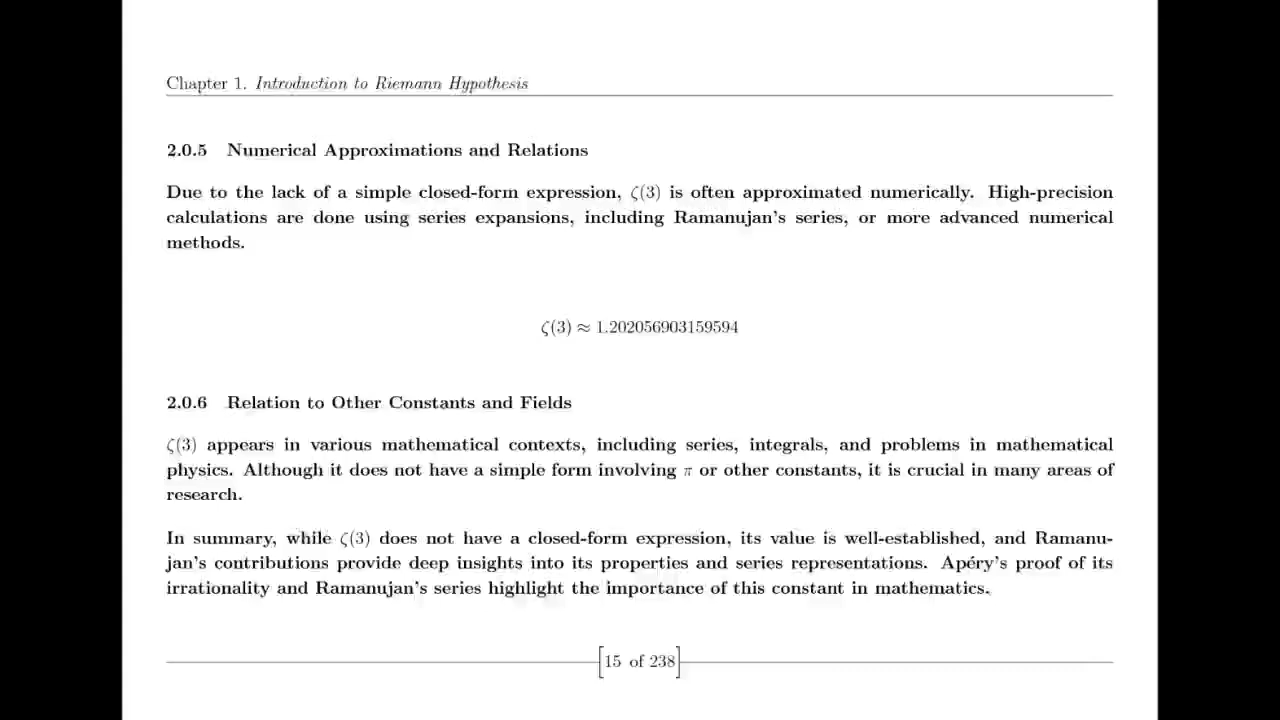 Chapter 1. Introduction to Riemann Hypothesis
2.0.5 Numerical Approximations and Relations
Due to the lack of a simple closed-form expression, ζ(3) is often approximated numerically. High-precision
calculations are done using series expansions, including Ramanujan's series, or more advanced numerical
methods.
ζ(3) ≈ 1.202056903159594
2.0.6 Relation to Other Constants and Fields
ζ(3) appears in various mathematical contexts, including series, integrals, and problems in mathematical
physics. Although it does not have a simple form involving π or other constants, it is crucial in many areas of
research.
In summary, while ζ(3) does not have a closed-form expression, its value is well-established, and Ramanu-
jan's contributions provide deep insights into its properties and series representations. Apéry's proof of its
irrationality and Ramanujan's series highlight the importance of this constant in mathematics.
[15 of 238]